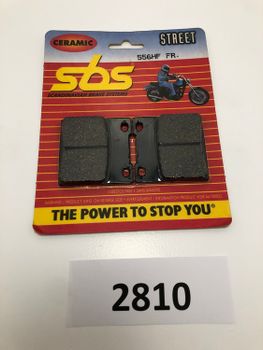 CERAMIC
STREET
556HF FR.
sbs
SCANDINAVIAN BRAKE SYSTEMS
THE POWER TO STOP YOU®
2810